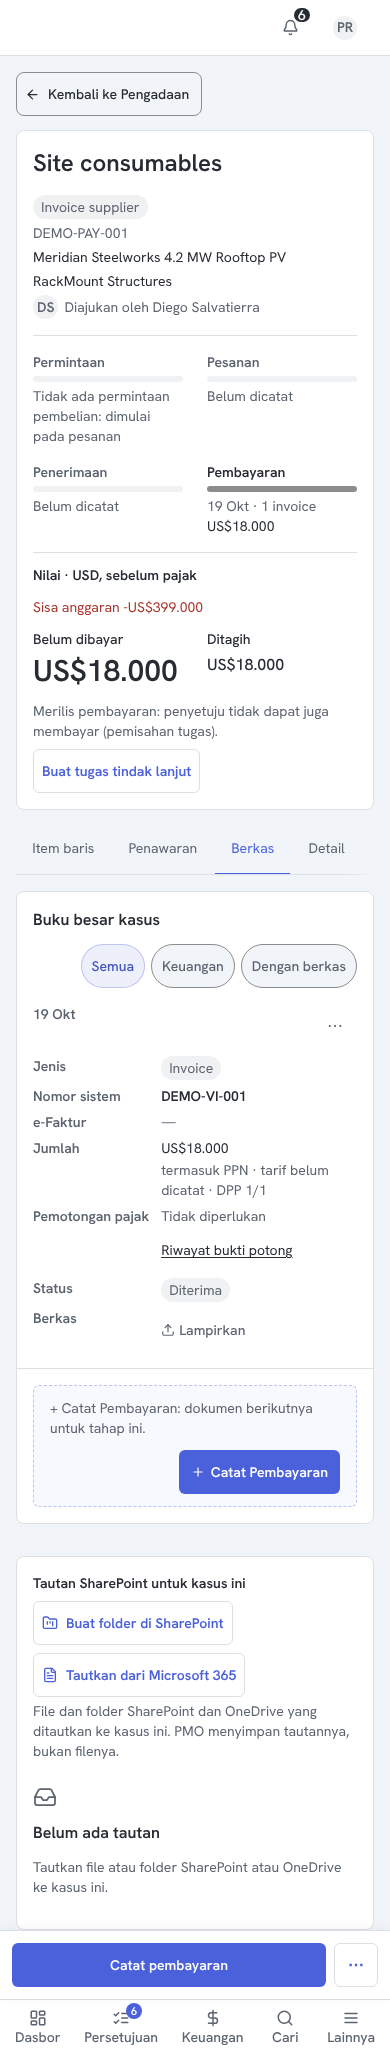 6
PR
Kembali ke Pengadaan
Site consumables
Invoice supplier
DEMO-PAY-001
Meridian Steelworks 4.2 MW Rooftop PV
RackMount Structures
DS Diajukan oleh Diego Salvatierra
Permintaan
Tidak ada permintaan
pembelian: dimulai
pada pesanan
Pesanan
Belum dicatat
Penerimaan
Belum dicatat
Pembayaran
19 Okt · 1 invoice
US$18.000
Nilai · USD, sebelum pajak
Sisa anggaran -US$399.000
Belum dibayar
US$18.000
Ditagih
US$18.000
Merilis pembayaran: penyetuju tidak dapat juga
membayar (pemisahan tugas).
Buat tugas tindak lanjut
Item baris Penawaran Berkas Detail
Buku besar kasus
Semua Keuangan Dengan berkas
19 Okt
...
Jenis Invoice
Nomor sistem DEMO-VI-001
e-Faktur —
Jumlah US$18.000
termasuk PPN · tarif belum
dicatat · DPP 1/1
Pemotongan pajak Tidak diperlukan
Riwayat bukti potong
Status Diterima
Berkas Lampirkan
+ Catat Pembayaran: dokumen berikutnya
untuk tahap ini.
+ Catat Pembayaran
Tautan SharePoint untuk kasus ini
Buat folder di SharePoint
Tautkan dari Microsoft 365
File dan folder SharePoint dan OneDrive yang
ditautkan ke kasus ini. PMO menyimpan tautannya,
bukan filenya.
Belum ada tautan
Tautkan file atau folder SharePoint atau OneDrive
ke kasus ini.
Catat pembayaran
...
6
Dasbor Persetujuan Keuangan Cari Lainnya